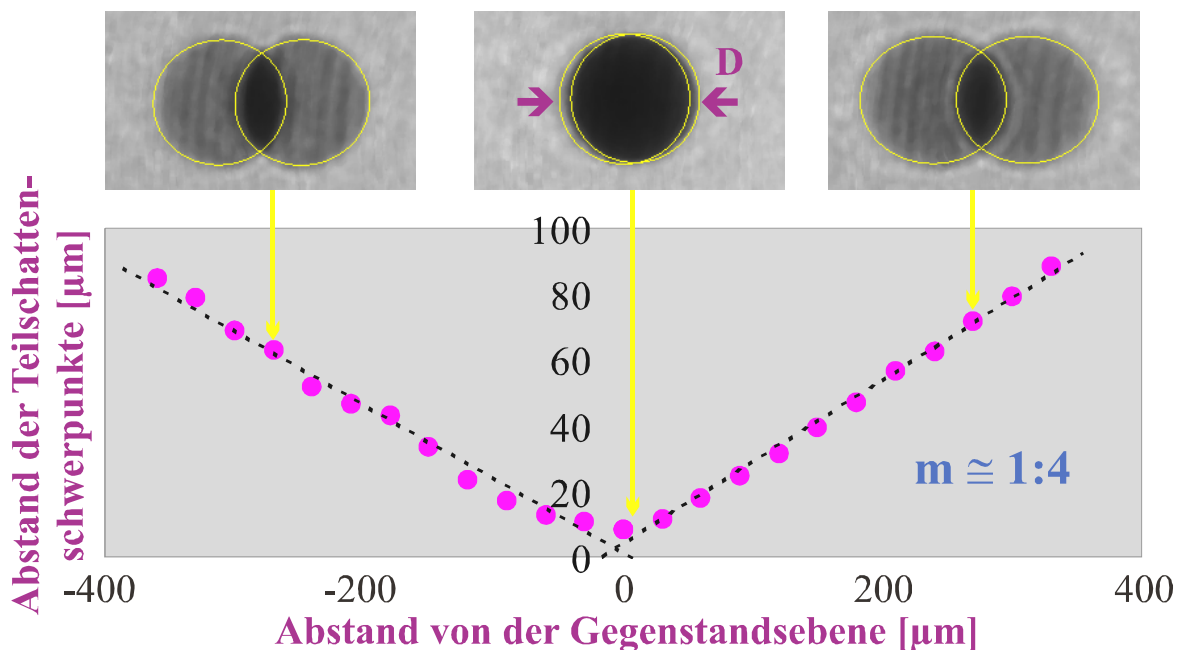 D
Abstand der Teilschatten-
schwerpunkte [µm]
100
80
60
40
20
0
m ≅ 1:4
-400
-200
0
200
400
Abstand von der Gegenstandsebene [µm]